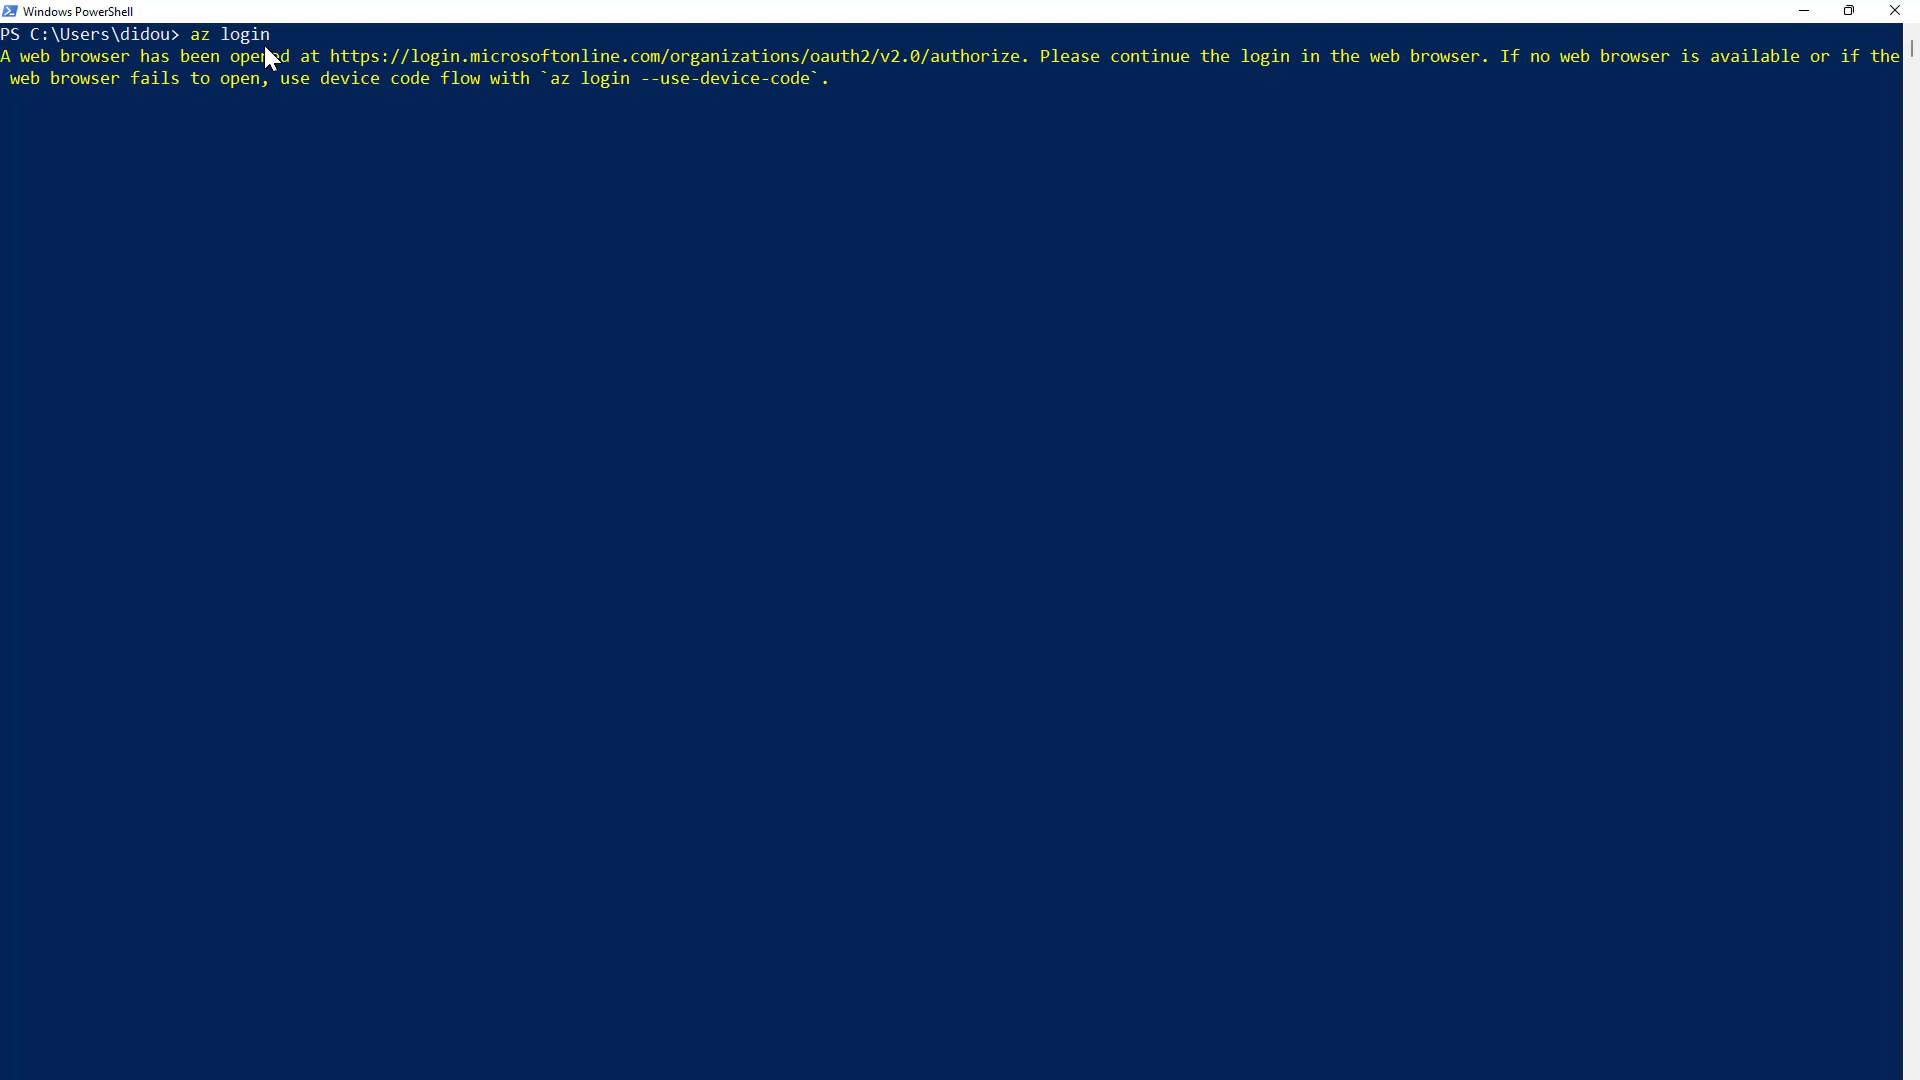 Windows PowerShell
PS C:\Users\didou> az login
A web browser has been opened at https://login.microsoftonline.com/organizations/oauth2/v2.0/authorize. Please continue the login in the web browser. If no web browser is available or if the
web browser fails to open, use device code flow with `az login --use-device-code`.